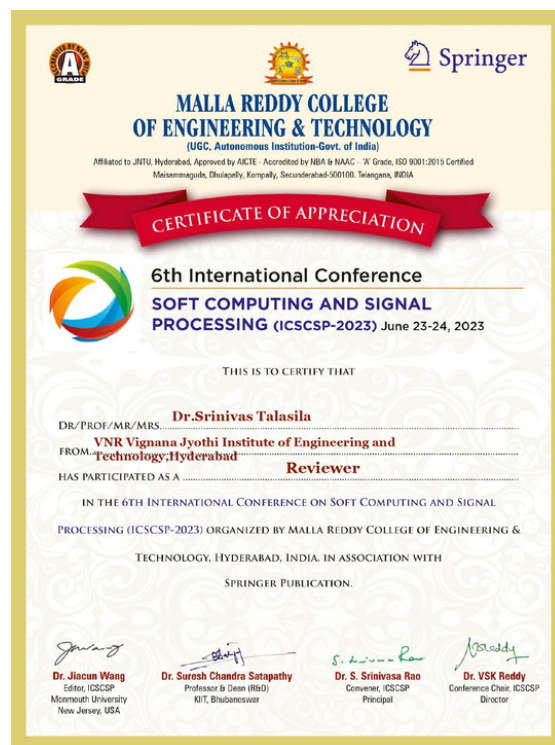 ACCREDITED BY NAAC WITH
A
GRADE
Springer
MALLA REDDY COLLEGE
OF ENGINEERING & TECHNOLOGY
(UGC, Autonomous Institution-Govt. of India)
Affiliated to JNTU, Hyderabad, Approved by AICTE - Accredited by NBA & NAAC – 'A' Grade, ISO 9001:2015 Certified
Maisammaguda, Dhulapally, Kompally, Secunderabad-500100. Telangana, INDIA
CERTIFICATE OF APPRECIATION
6th International Conference
SOFT COMPUTING AND SIGNAL
PROCESSING (ICSCSP-2023) June 23-24, 2023
THIS IS TO CERTIFY THAT
DR/PROF/MR/MRS Dr.Srinivas Talasila
FROM VNR Vignana Jyothi Institute of Engineering and
Technology,Hyderabad
HAS PARTICIPATED AS A Reviewer
IN THE 6TH INTERNATIONAL CONFERENCE ON SOFT COMPUTING AND SIGNAL
PROCESSING (ICSCSP-2023) ORGANIZED BY MALLA REDDY COLLEGE OF ENGINEERING &
TECHNOLOGY, HYDERABAD, INDIA. IN ASSOCIATION WITH
SPRINGER PUBLICATION.
Dr. Jiacun Wang
Editor, ICSCSP
Monmouth University
New Jersey, USA
Dr. Suresh Chandra Satapathy
Professor & Dean (R&D)
KIIT, Bhubaneswar
Dr. S. Srinivasa Rao
Convener, ICSCSP
Principal
Dr. VSK Reddy
Conference Chair, ICSCSP
Director